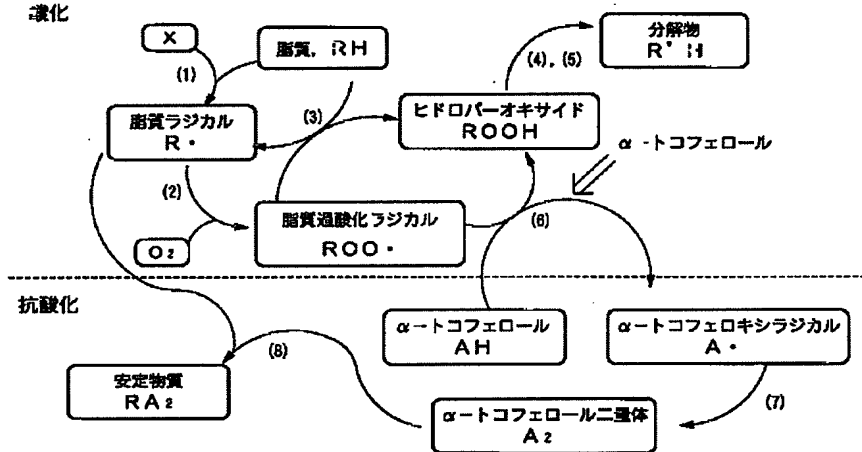 酸化
X
脂質, RH
(1)
分解物
R'H
(4), (5)
ヒドロパーオキサイド
ROOH
脂質ラジカル
R・
(3)
α-トコフェロール
(2)
脂質過酸化ラジカル
ROO・
(6)
O2
抗酸化
α-トコフェロール
AH
α-トコフェロキシラジカル
A・
(8)
安定物質
RA2
(7)
α-トコフェロール二量体
A2